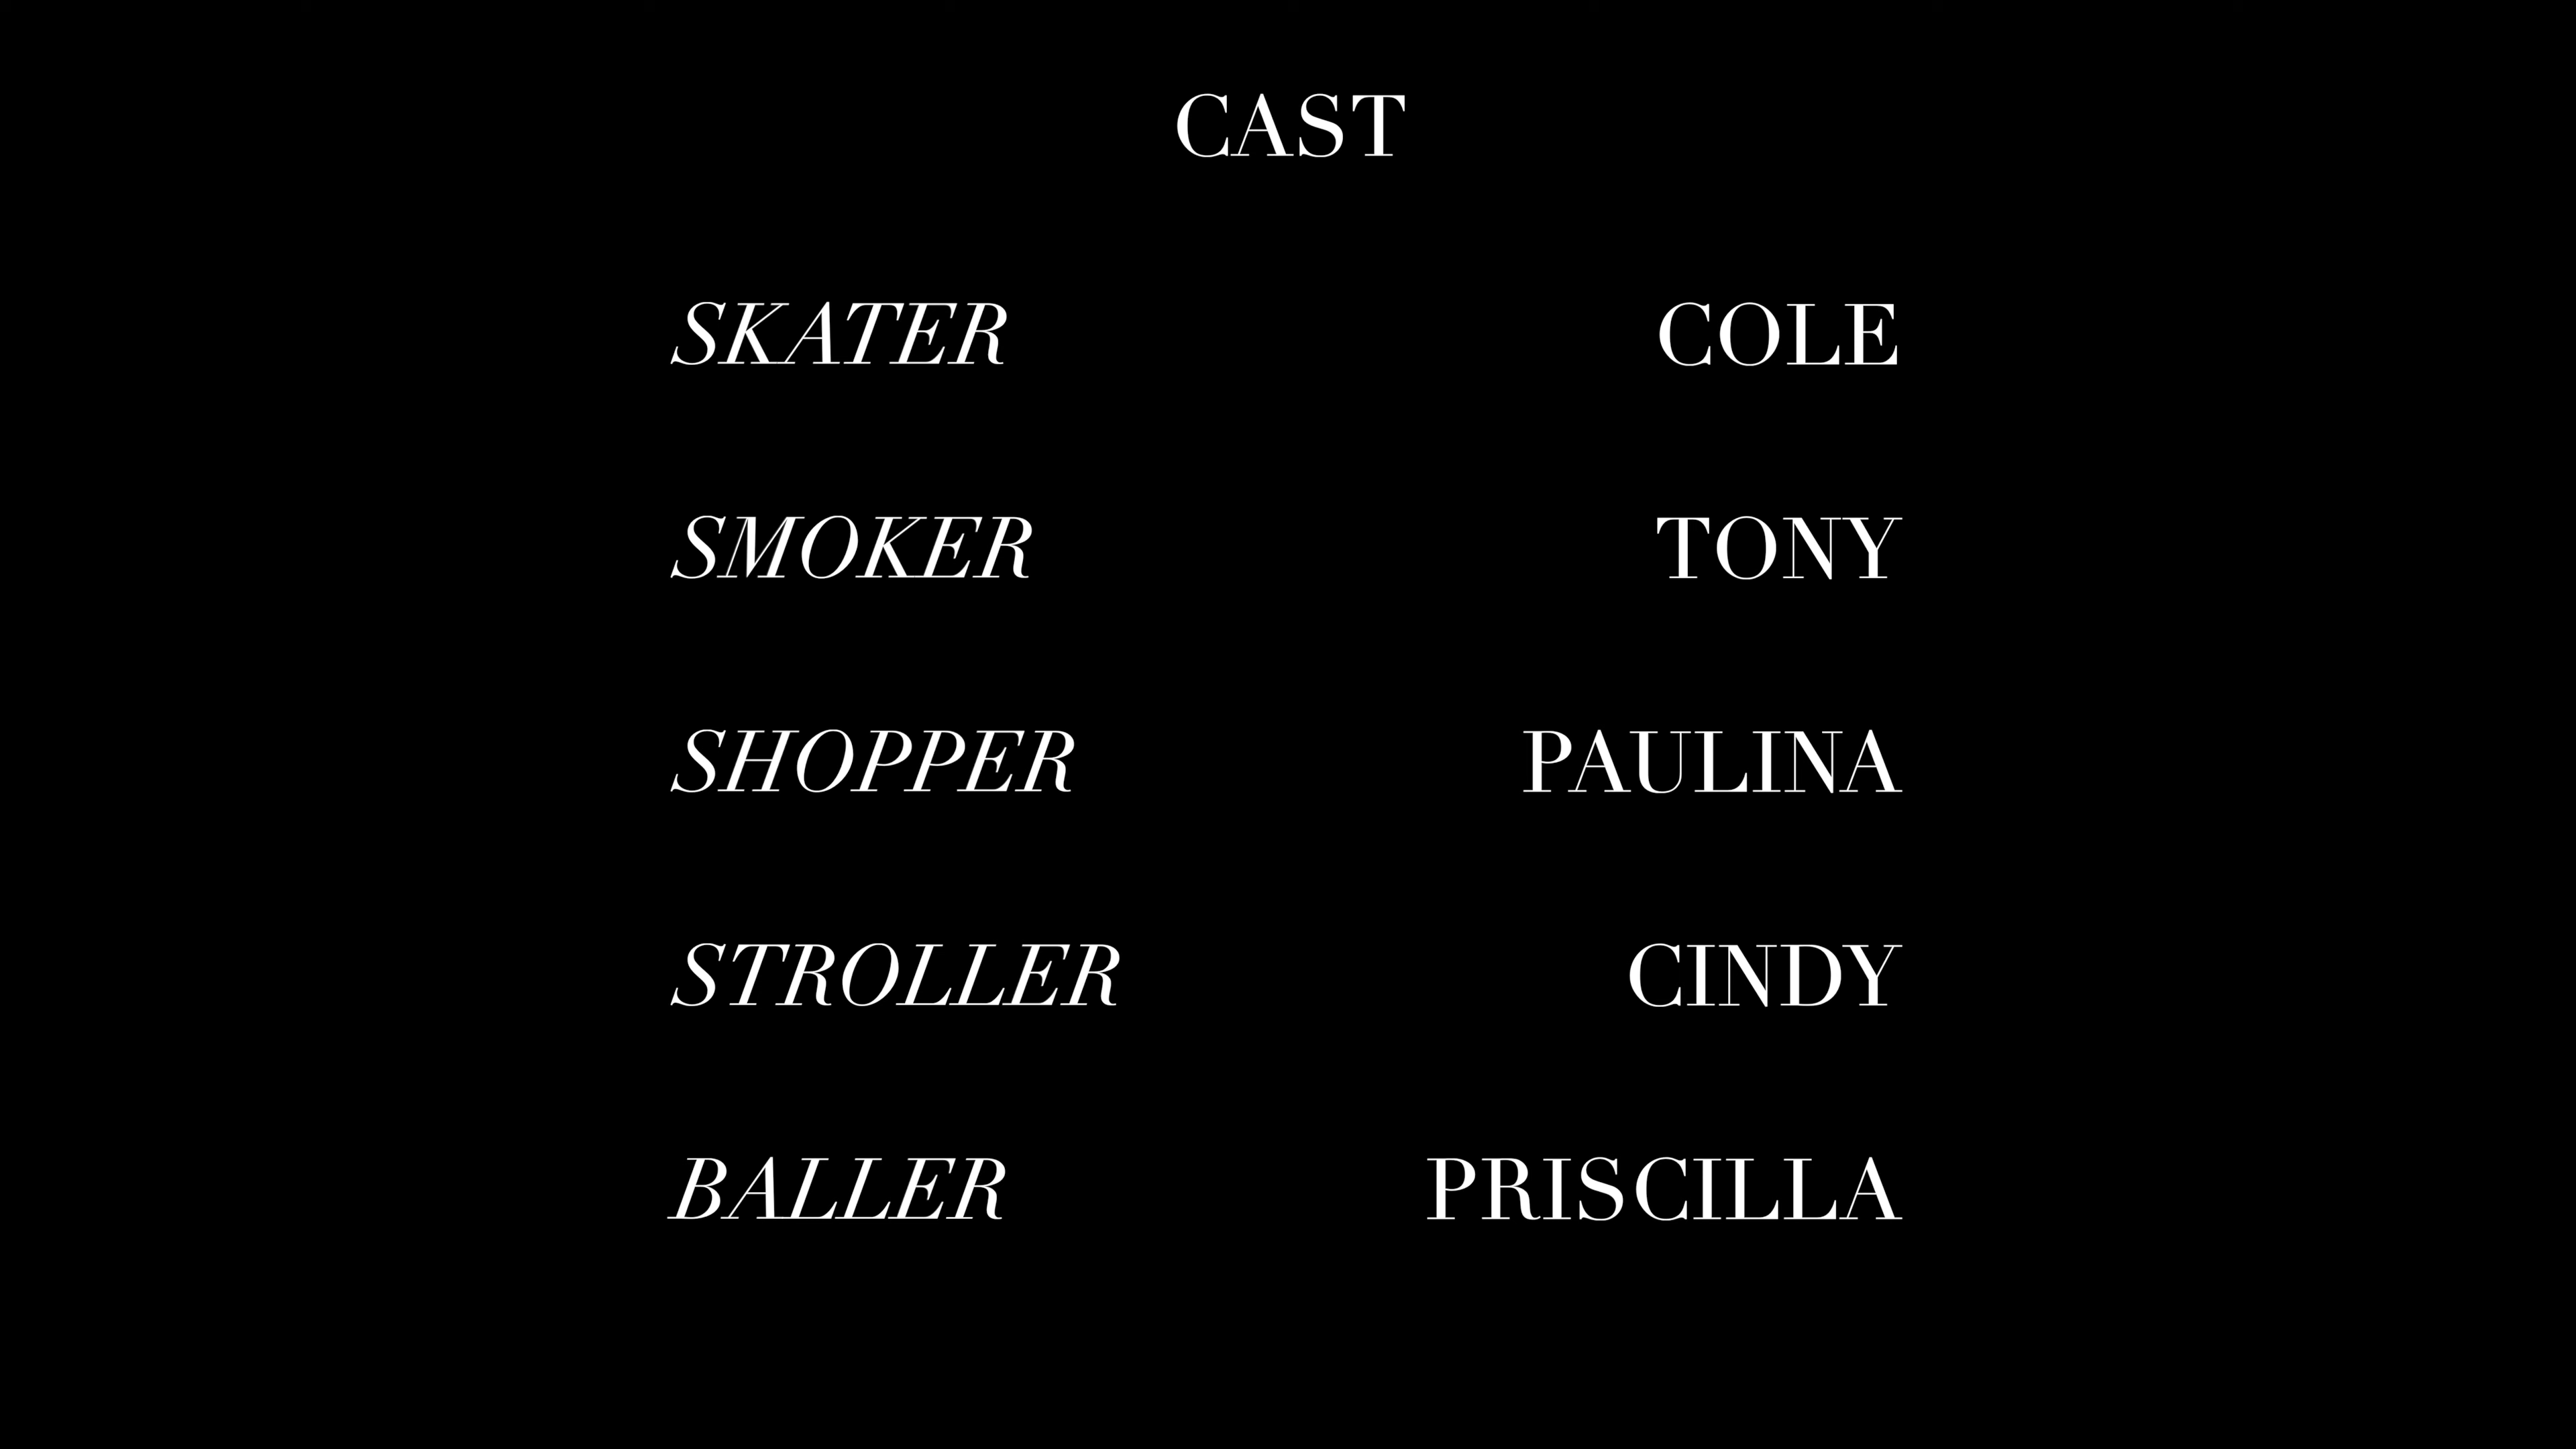 CAST
SKATER COLE
SMOKER TONY
SHOPPER PAULINA
STROLLER CINDY
BALLER PRISCILLA